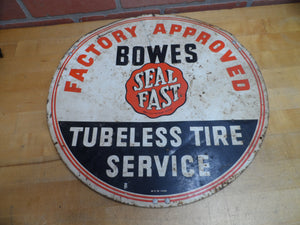 FACTORY APPROVED
BOWES
SEAL
FAST
TUBELESS TIRE
SERVICE